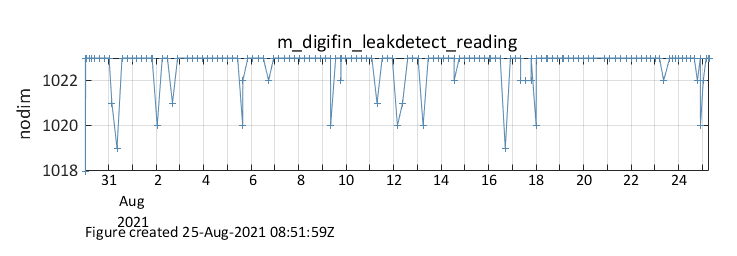 m_digifin_leakdetect_reading
nodim
1022
1020
1018
31 2 4 6 8 10 12 14 16 18 20 22 24
Aug
2021
Figure created 25-Aug-2021 08:51:59Z